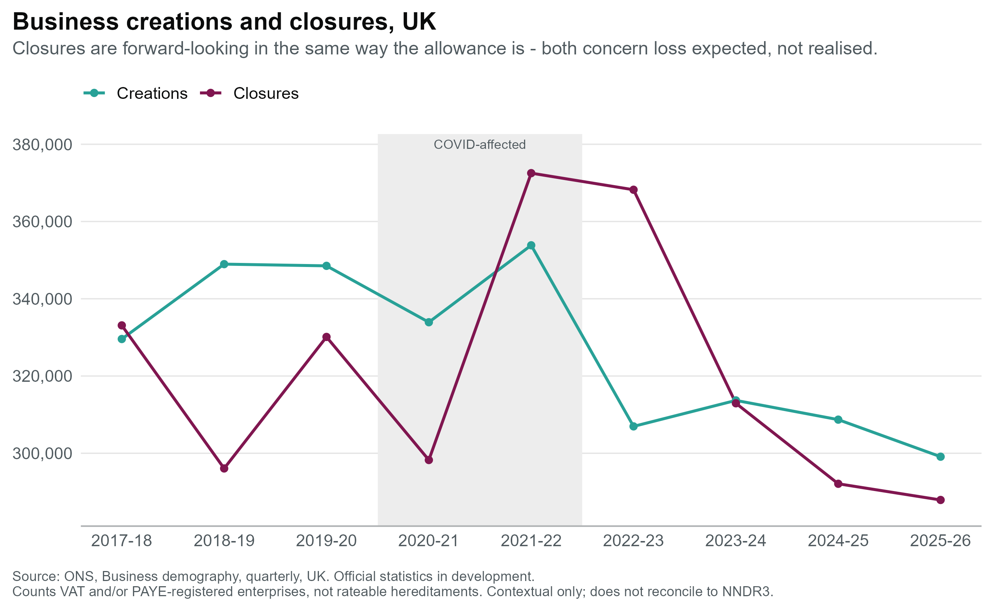 Business creations and closures, UK
Closures are forward-looking in the same way the allowance is - both concern loss expected, not realised.
Creations Closures
COVID-affected
380,000
360,000
340,000
320,000
300,000
2017-18 2018-19 2019-20 2020-21 2021-22 2022-23 2023-24 2024-25 2025-26
Source: ONS, Business demography, quarterly, UK. Official statistics in development.
Counts VAT and/or PAYE-registered enterprises, not rateable hereditaments. Contextual only; does not reconcile to NNDR3.